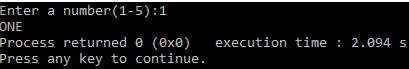 Enter a number(1-5):1
ONE
Process returned 0 (0x0)   execution time : 2.094 s
Press any key to continue.